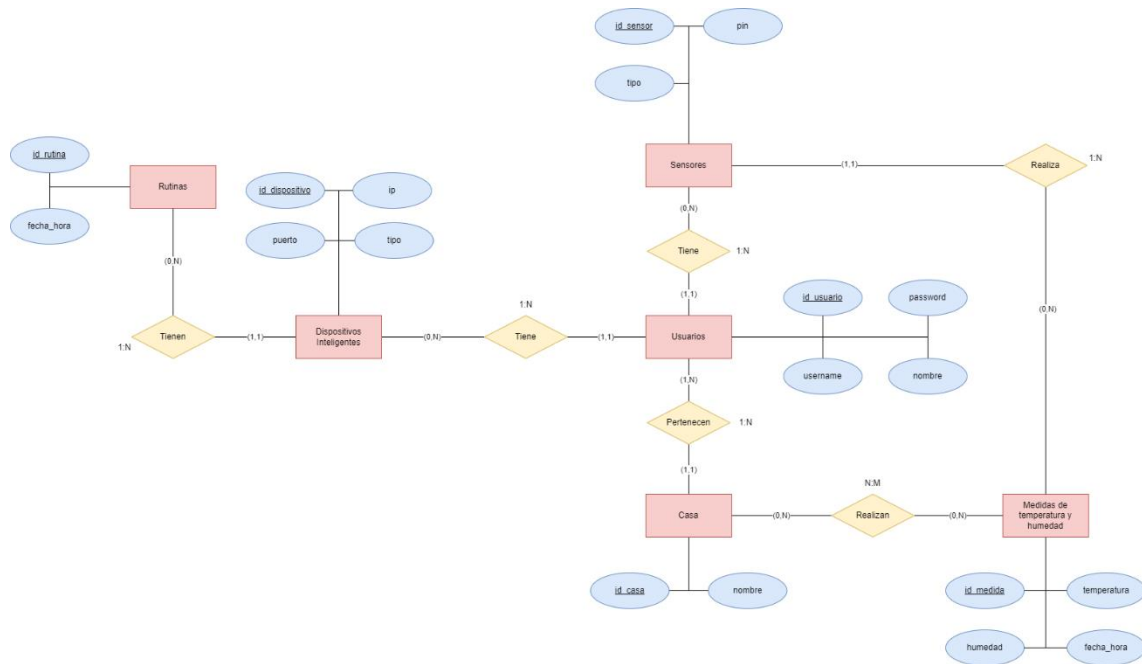 id_sensor
pin
tipo
Sensores
(1,1)
Realiza
1:N
id_rutina
Rutinas
fecha_hora
id_dispositivo
ip
puerto
tipo
(0,N)
Tiene
1:N
(1,1)
(0,N)
(0,N)
1:N
Tienen
(1,1)
Dispositivos
Inteligentes
(0,N)
1:N
Tiene
(1,1)
Usuarios
id_usuario
password
username
nombre
(1,N)
Pertenecen
1:N
(1,1)
Casa
(0,N)
N:M
Realizan
(0,N)
Medidas de
temperatura y
humedad
id_casa
nombre
id_medida
temperatura
humedad
fecha_hora